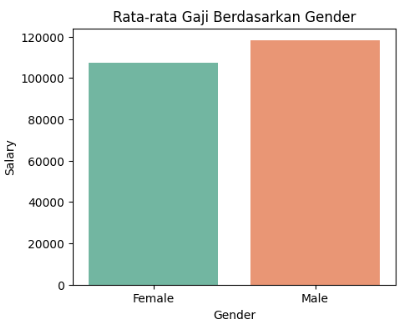 Rata-rata Gaji Berdasarkan Gender
120000
100000
80000
60000
40000
20000
0
Salary
Female
Male
Gender